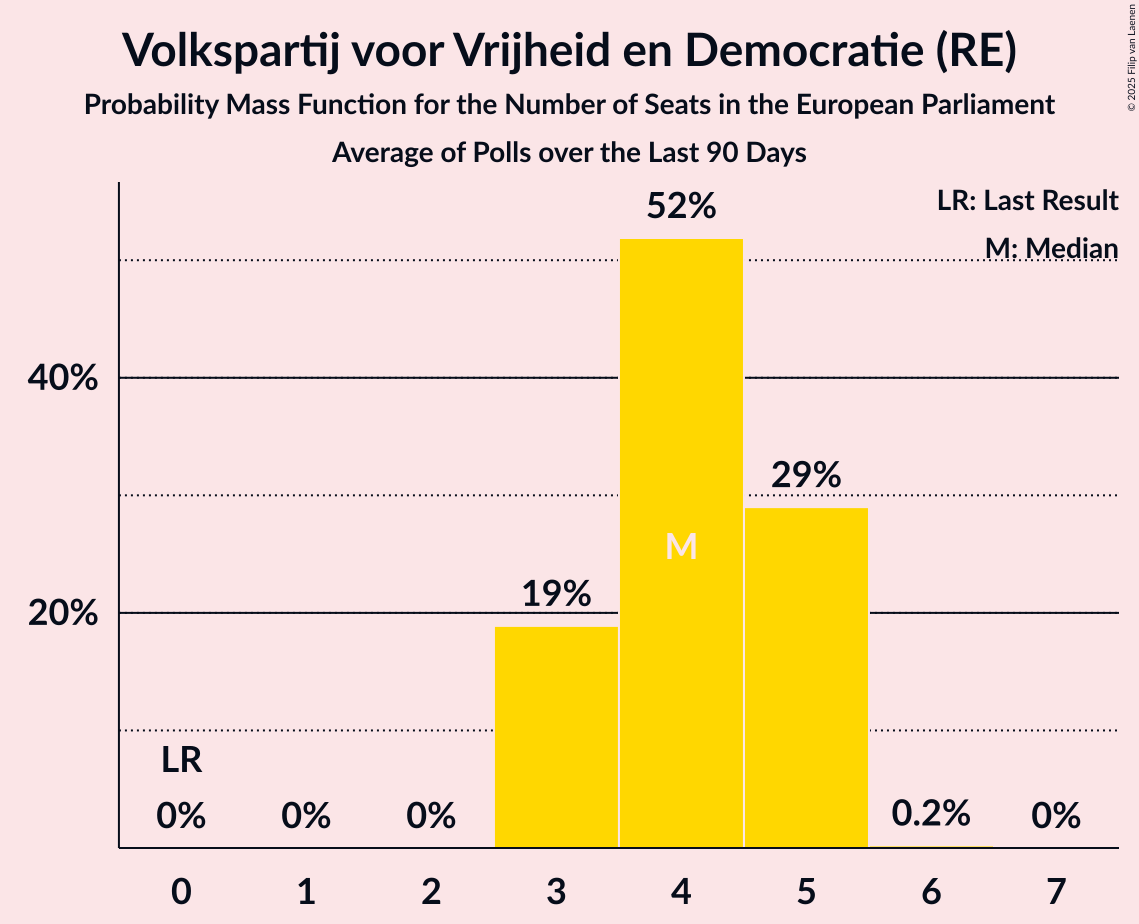 Volkspartij voor Vrijheid en Democratie (RE)
Probability Mass Function for the Number of Seats in the European Parliament
Average of Polls over the Last 90 Days
© 2025 Filip van Laenen
LR: Last Result
M: Median
52%
40%
29%
M
19%
20%
LR
0%
0%
0%
0.2%
0%
0 1 2 3 4 5 6 7